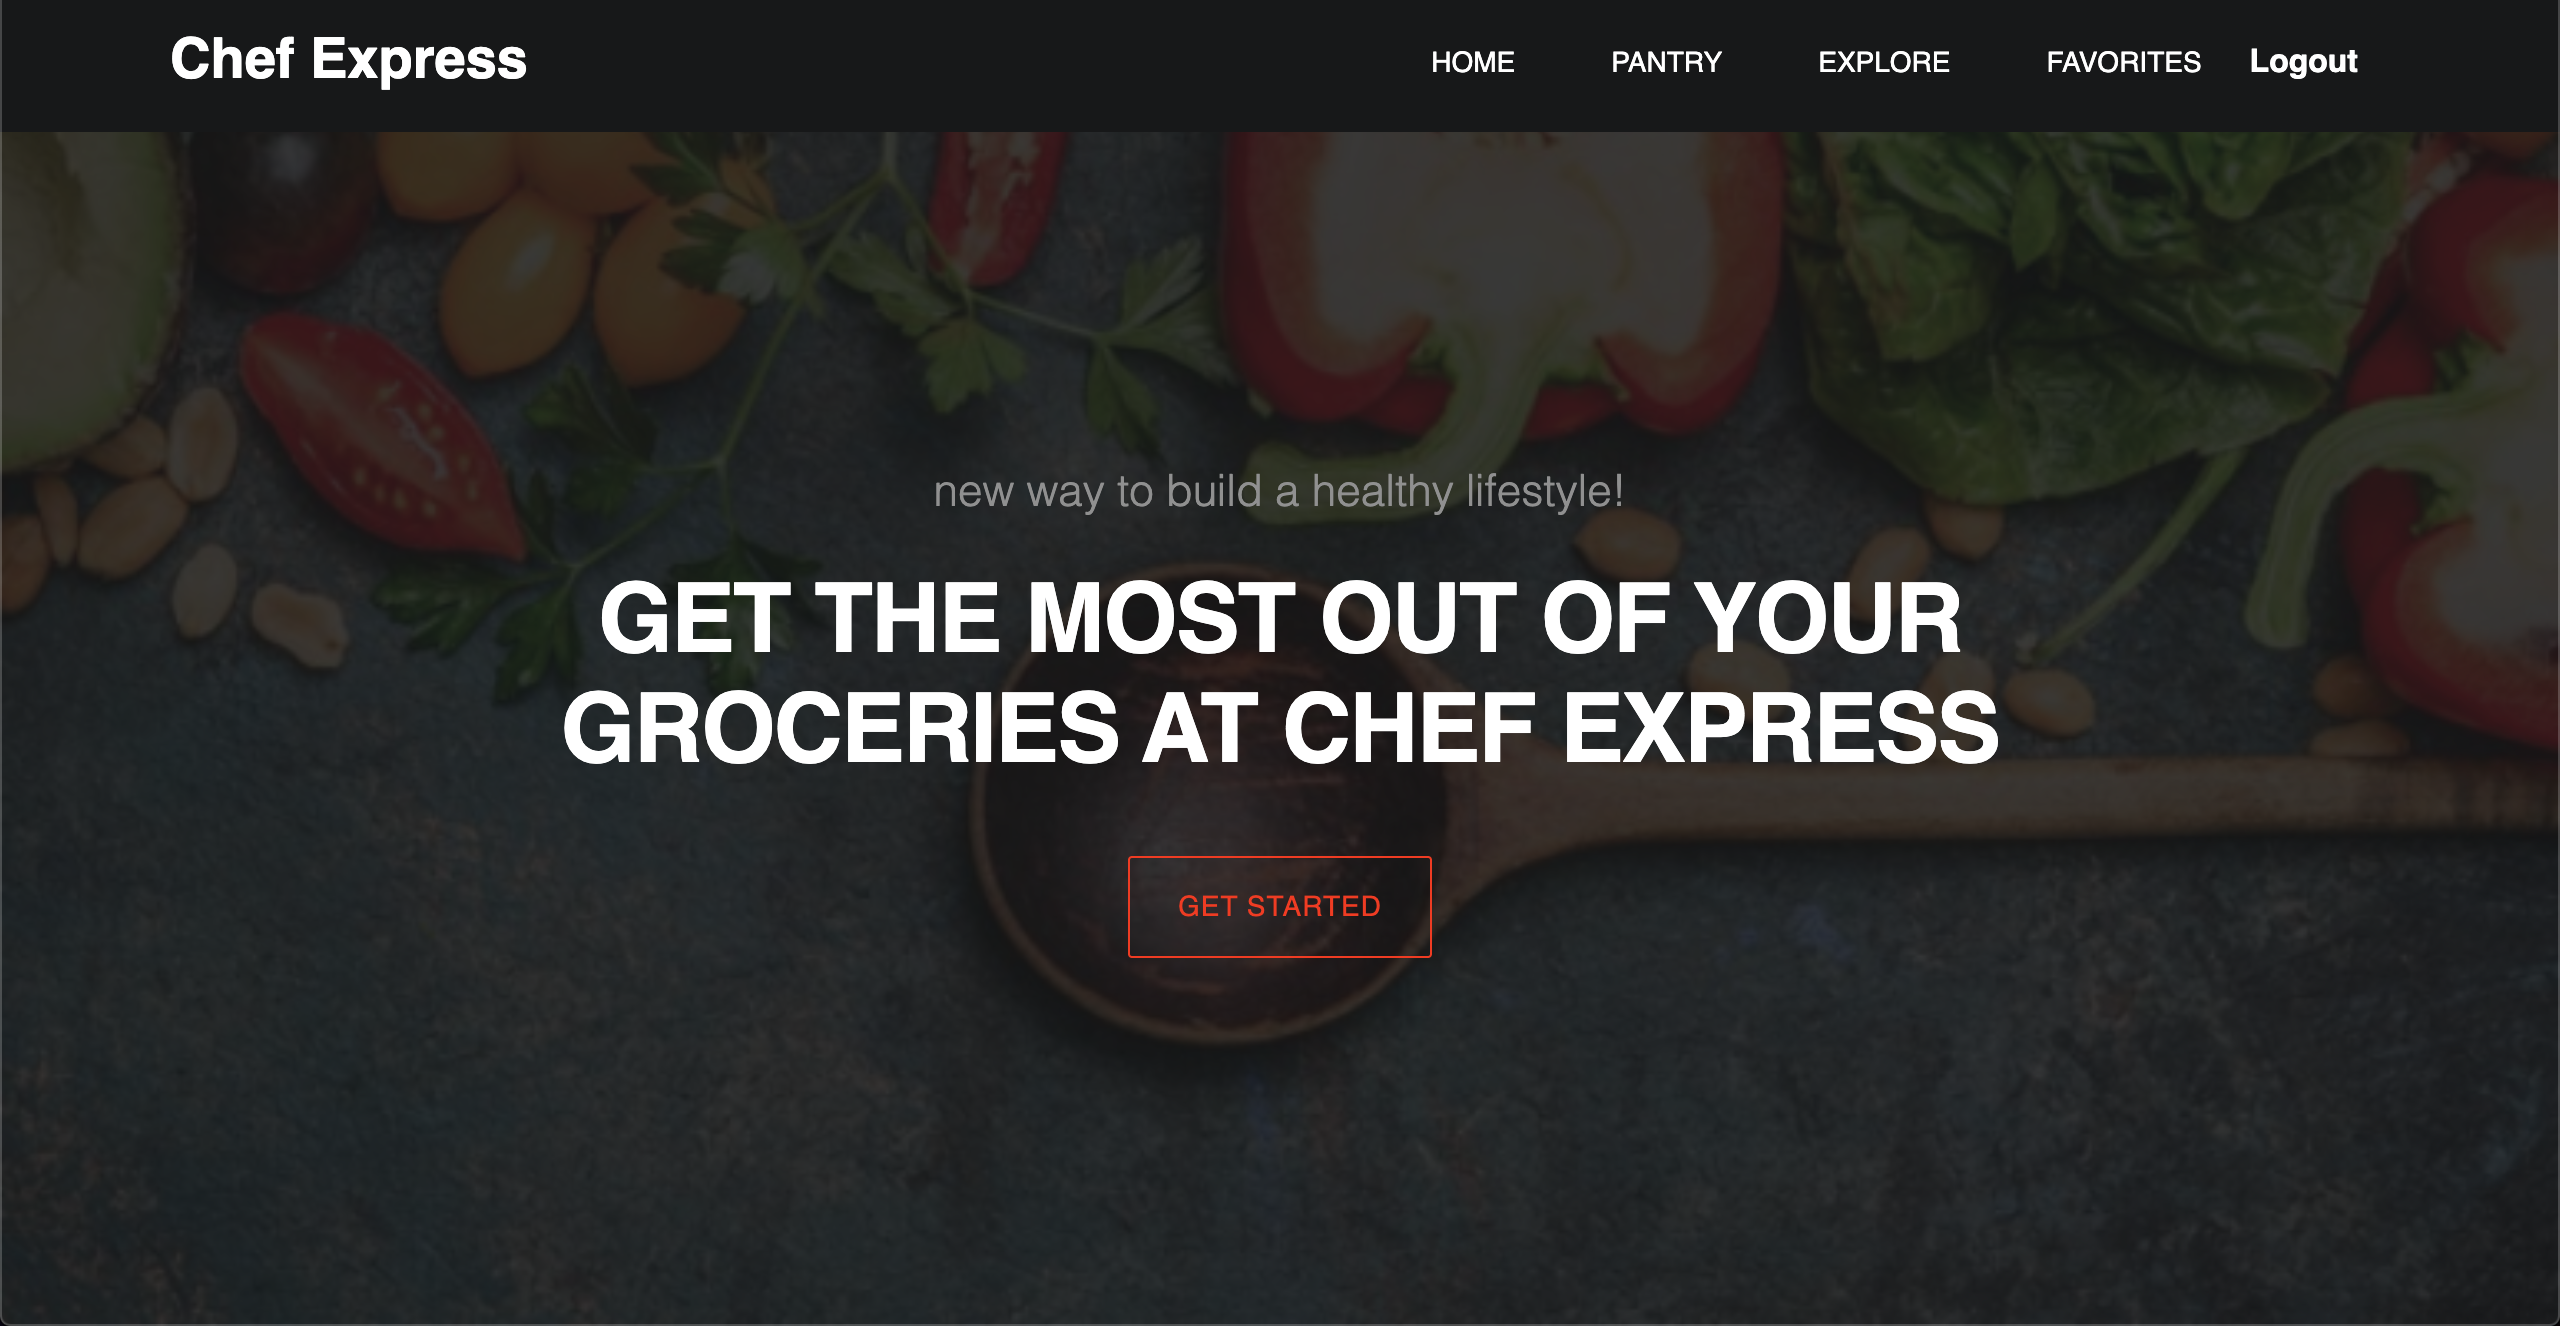 Chef Express
HOME PANTRY EXPLORE FAVORITES Logout
new way to build a healthy lifestyle!
GET THE MOST OUT OF YOUR
GROCERIES AT CHEF EXPRESS
GET STARTED